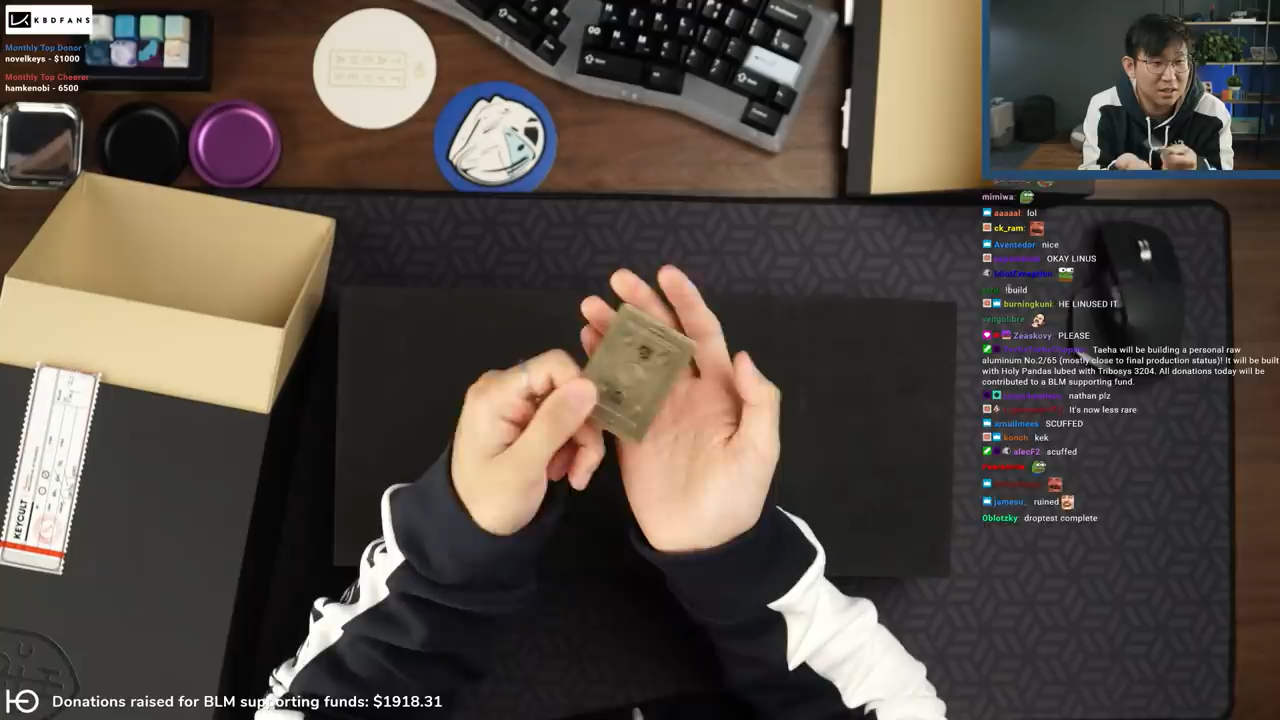 KBDFANS
Monthly Top Donor
novelkeys - $1000
Monthly Top Cheerer
hamkenobi - 6500
mimiwa:
aaaaal: lol
ck_ram:
Aventedor nice
OKAY LINUS
!build
burningkuni: HE LINUSED IT
Zeaskovy PLEASE
Taeha will be building a personal raw
aluminum No.2/65 (mostly close to final production status)! It will be built
with Holy Pandas lubed with Tribosys 3204. All donations today will be
contributed to a BLM supporting fund.
nathan plz
It's now less rare
arnullmees SCUFFED
konch kek
alecF2 scuffed
jamesu_ ruined
Oblotzky: droptest complete
KEYCULT
Donations raised for BLM supporting funds: $1918.31